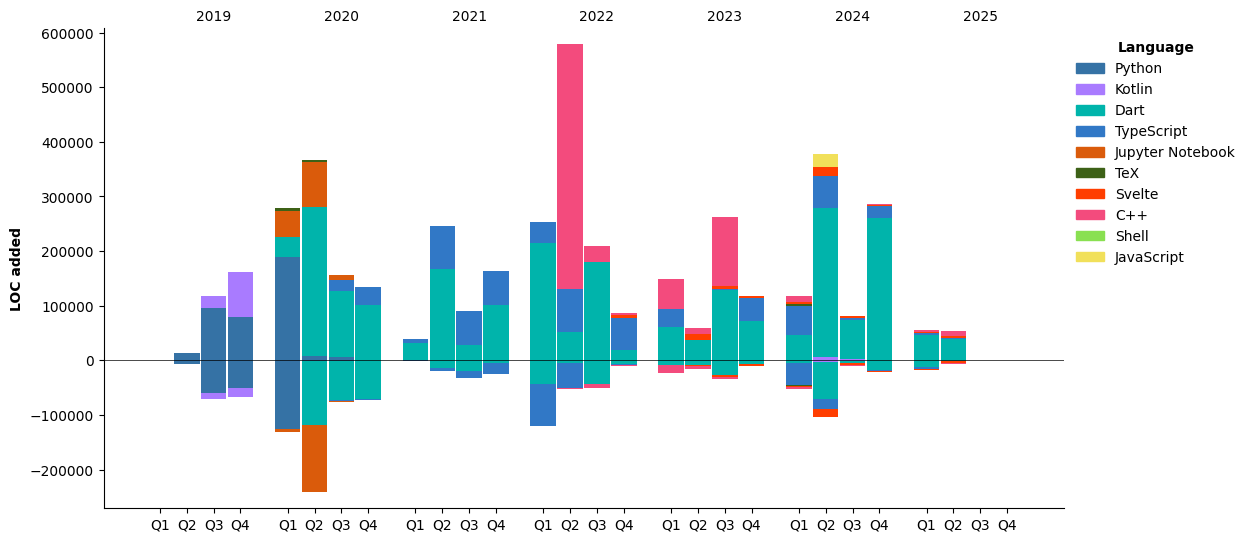 2019 2020 2021 2022 2023 2024 2025
600000
500000
400000
300000
200000
100000
0
−100000
−200000
LOC added
Q1 Q2 Q3 Q4 Q1 Q2 Q3 Q4 Q1 Q2 Q3 Q4 Q1 Q2 Q3 Q4 Q1 Q2 Q3 Q4 Q1 Q2 Q3 Q4 Q1 Q2 Q3 Q4
Language
Python
Kotlin
Dart
TypeScript
Jupyter Notebook
TeX
Svelte
C++
Shell
JavaScript